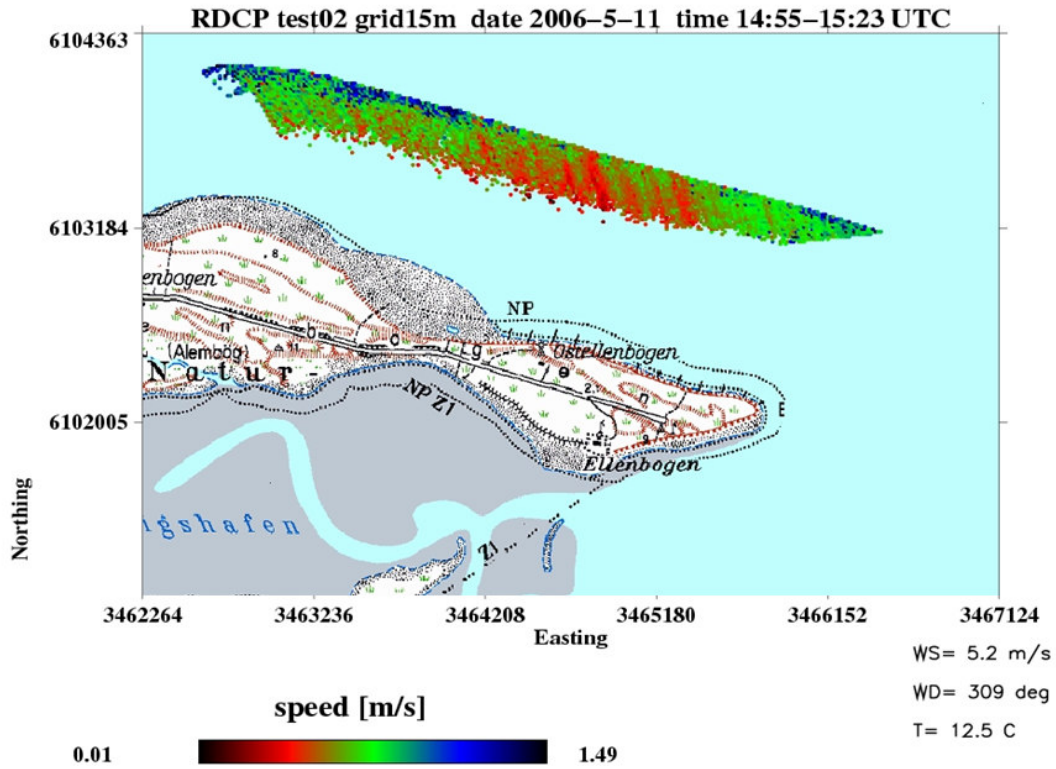 RDCP test02 grid15m date 2006–5–11 time 14:55–15:23 UTC
6104363
6103184
6102005
Northing
enbogen
(Alembög)
N a t u r -
NP
Ostellenbogen
NP Z1
Ellenbogen
igshafen
Z1
3462264 3463236 3464208 3465180 3466152 3467124
Easting
WS= 5.2 m/s
WD= 309 deg
T= 12.5 C
speed [m/s]
0.01 1.49